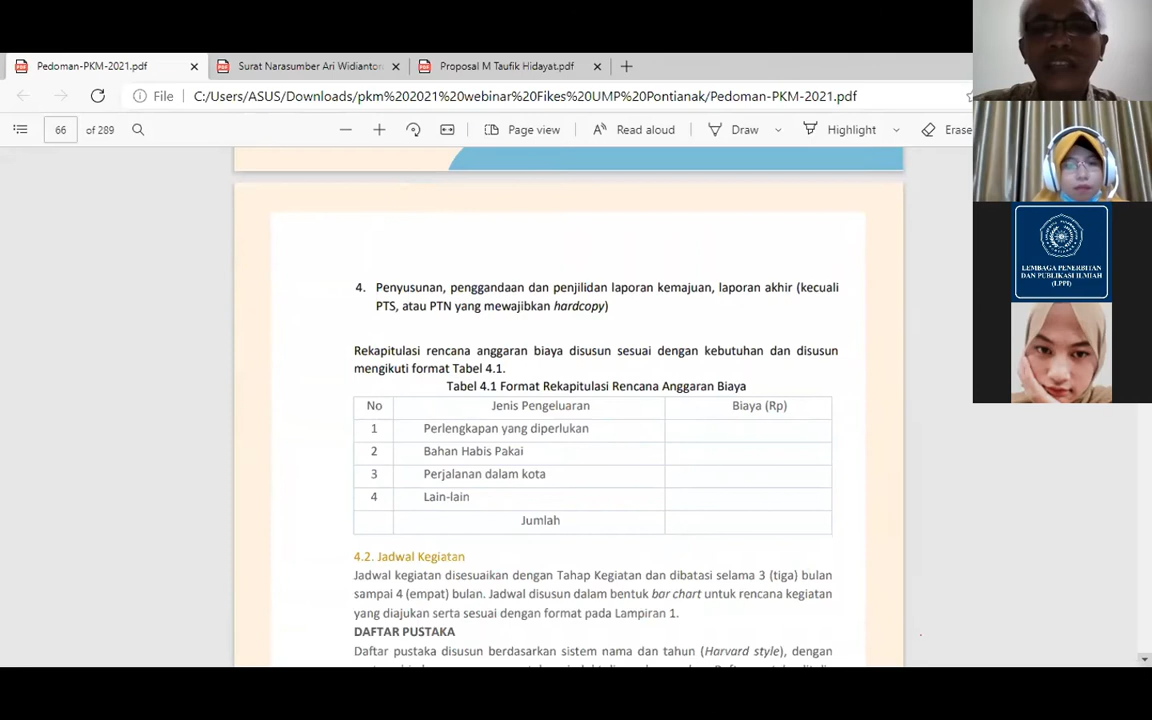 Pedoman-PKM-2021.pdf
Surat Narasumber Ari Widianto
Proposal M Taufik Hidayat.pdf
File
C:/Users/ASUS/Downloads/pkm%202021%20webinar%20Fikes%20UMP%20Pontianak/Pedoman-PKM-2021.pdf
66 of 289
Page view
Read aloud
Draw
Highlight
Erase
4. Penyusunan, penggandaan dan penjilidan laporan kemajuan, laporan akhir (kecuali
PTS, atau PTN yang mewajibkan hardcopy)
Rekapitulasi rencana anggaran biaya disusun sesuai dengan kebutuhan dan disusun
mengikuti format Tabel 4.1.
Tabel 4.1 Format Rekapitulasi Rencana Anggaran Biaya
No Jenis Pengeluaran Biaya (Rp)
1 Perlengkapan yang diperlukan
2 Bahan Habis Pakai
3 Perjalanan dalam kota
4 Lain-lain
Jumlah
4.2. Jadwal Kegiatan
Jadwal kegiatan disesuaikan dengan Tahap Kegiatan dan dibatasi selama 3 (tiga) bulan
sampai 4 (empat) bulan. Jadwal disusun dalam bentuk bar chart untuk rencana kegiatan
yang diajukan serta sesuai dengan format pada Lampiran 1.
DAFTAR PUSTAKA
Daftar pustaka disusun berdasarkan sistem nama dan tahun (Harvard style), dengan
LEMBAGA PENERBITAN
DAN PUBLIKASI ILMIAH
(LPPI)